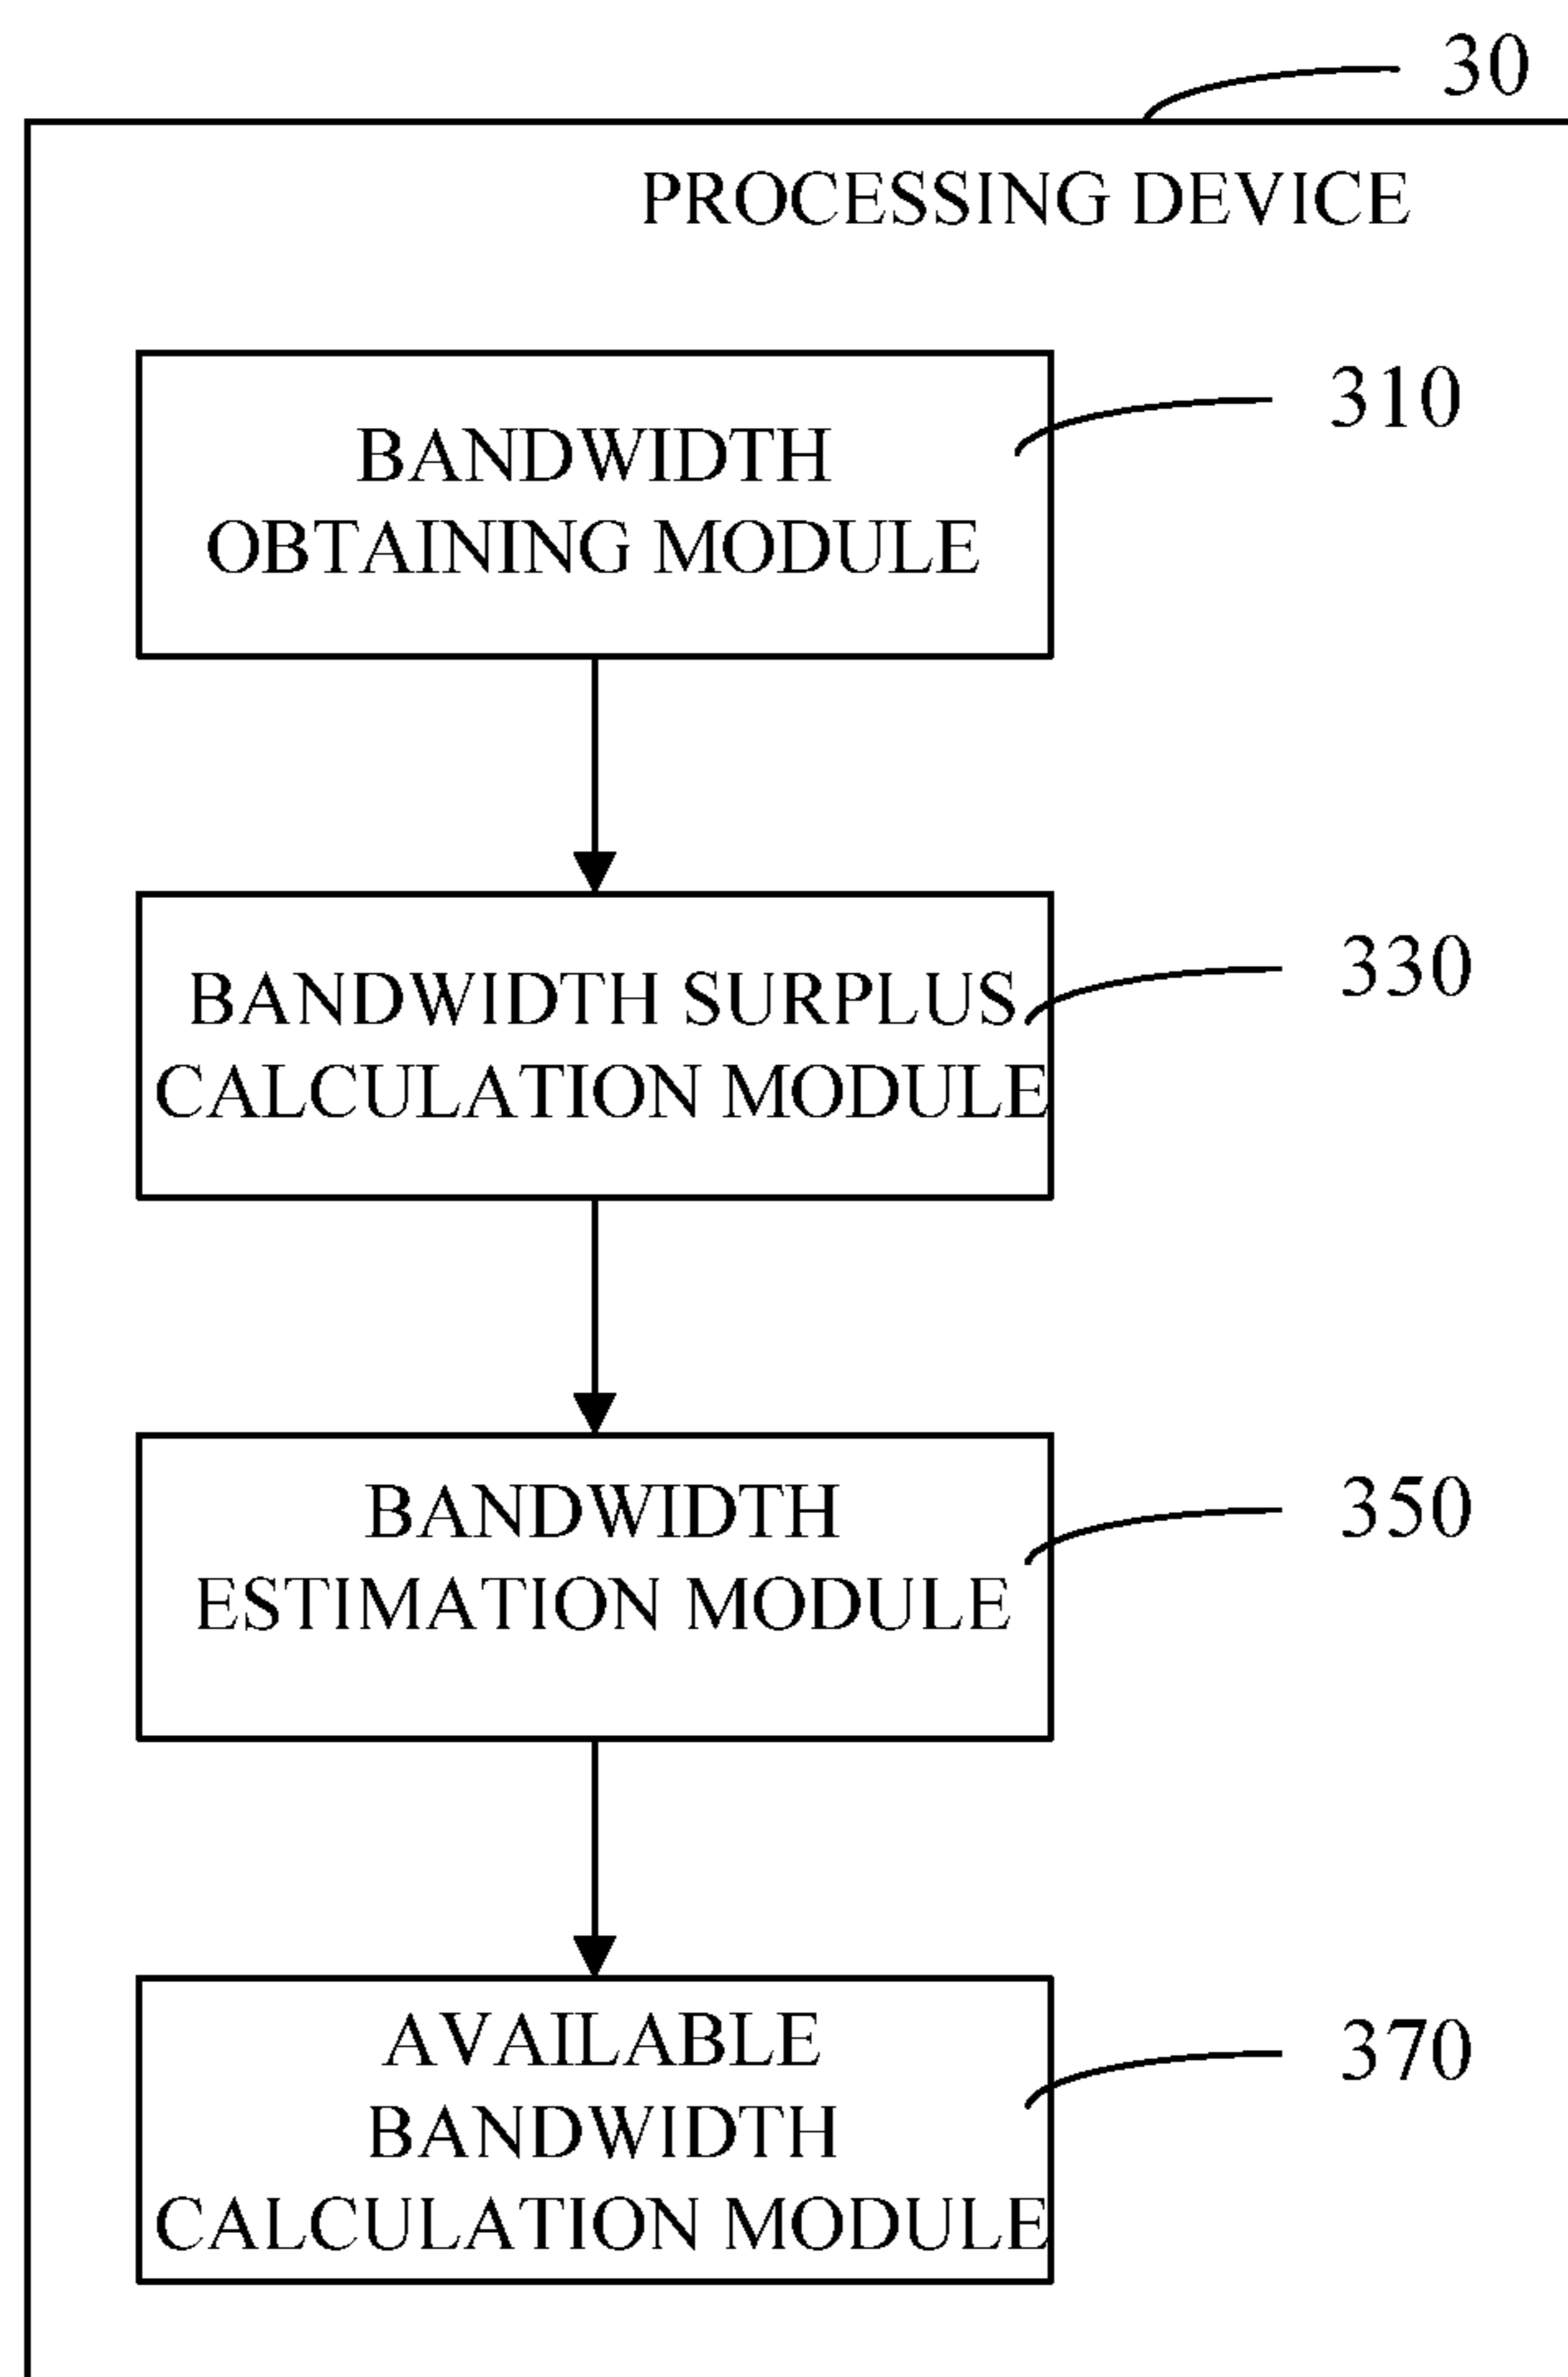 30
PROCESSING DEVICE
310
BANDWIDTH
OBTAINING MODULE
330
BANDWIDTH SURPLUS
CALCULATION MODULE
350
BANDWIDTH
ESTIMATION MODULE
370
AVAILABLE
BANDWIDTH
CALCULATION MODULE